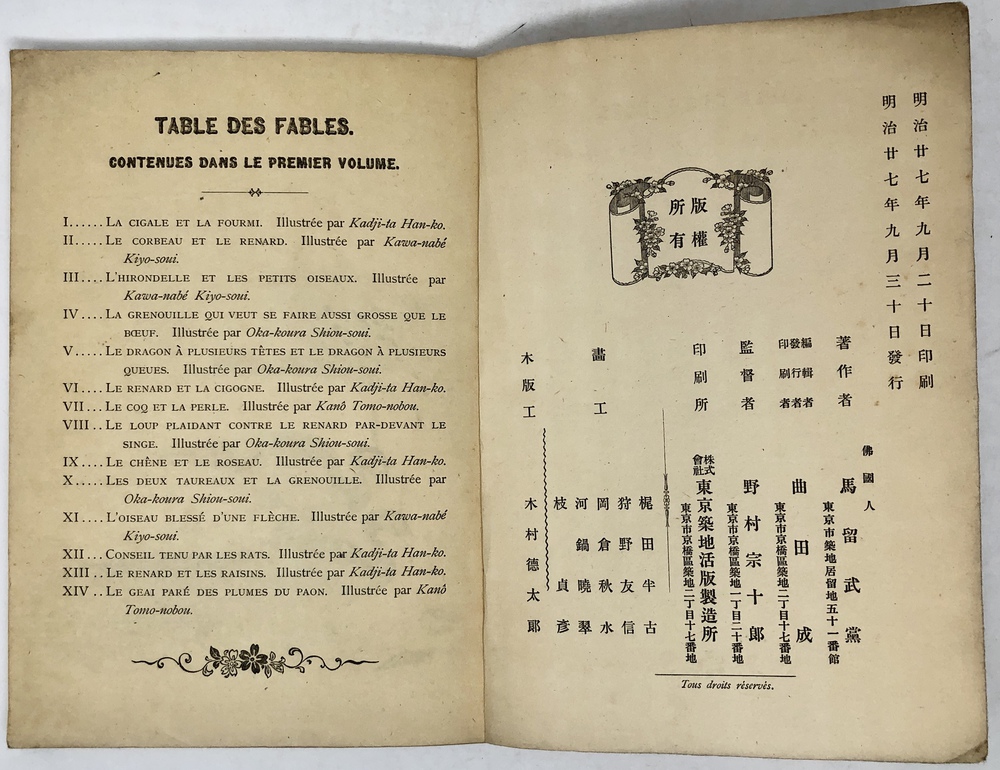 TABLE DES FABLES.
CONTENUES DANS LE PREMIER VOLUME.
I.....LA CIGALE ET LA FOURMI. Illustrée par Kadji-ta Han-ko.
II.....LE CORBEAU ET LE RENARD. Illustrée par Kawa-nabé
Kiyo-soui.
III....L'HIRONDELLE ET LES PETITS OISEAUX. Illustrée par
Kawa-nabé Kiyo-soui.
IV....LA GRENOUILLE QUI VEUT SE FAIRE AUSSI GROSSE QUE LE
BŒUF. Illustrée par Oka-koura Shiou-soui.
V.....LE DRAGON À PLUSIEURS TÊTES ET LE DRAGON À PLUSIEURS
QUEUES. Illustrée par Oka-koura Shiou-soui.
VI....LE RENARD ET LA CIGOGNE. Illustrée par Kadji-ta Han-ko.
VII...LE COQ ET LA PERLE. Illustrée par Kanô Tomo-nobou.
VIII..LE LOUP PLAIDANT CONTRE LE RENARD PAR-DEVANT LE
SINGE. Illustrée par Oka-koura Shiou-soui.
IX....LE CHÊNE ET LE ROSEAU. Illustrée par Kadji-ta Han-ko.
X.....LES DEUX TAUREAUX ET LA GRENOUILLE. Illustrée par
Oka-koura Shiou-soui.
XI....L'OISEAU BLESSÉ D'UNE FLÈCHE. Illustrée par Kawa-nabé
Kiyo-soui.
XII...CONSEIL TENU PAR LES RATS. Illustrée par Kadji-ta Han-ko.
XIII..LE RENARD ET LES RAISINS. Illustrée par Kadji-ta Han-ko.
XIV..LE GEAI PARÉ DES PLUMES DU PAON. Illustrée par Kanô
Tomo-nobou.
明治廿七年九月二十日印刷
明治廿七年九月三十日發行
版權
所有
著作者
佛國人
馬留武黨
東京市築地居留地五十一番館
編輯者
發行者
印刷者
曲田成
東京市京橋區築地二丁目十七番地
監督者
野村宗十郎
東京市京橋區築地一丁目二十番地
印刷所
株式
會社
東京築地活版製造所
東京市京橋區築地二丁目十七番地
畫工
梶田半古
狩野友信
岡倉秋水
河鍋曉翠
枝貞彥
木版工
木村德太郎
Tous droits réservés.